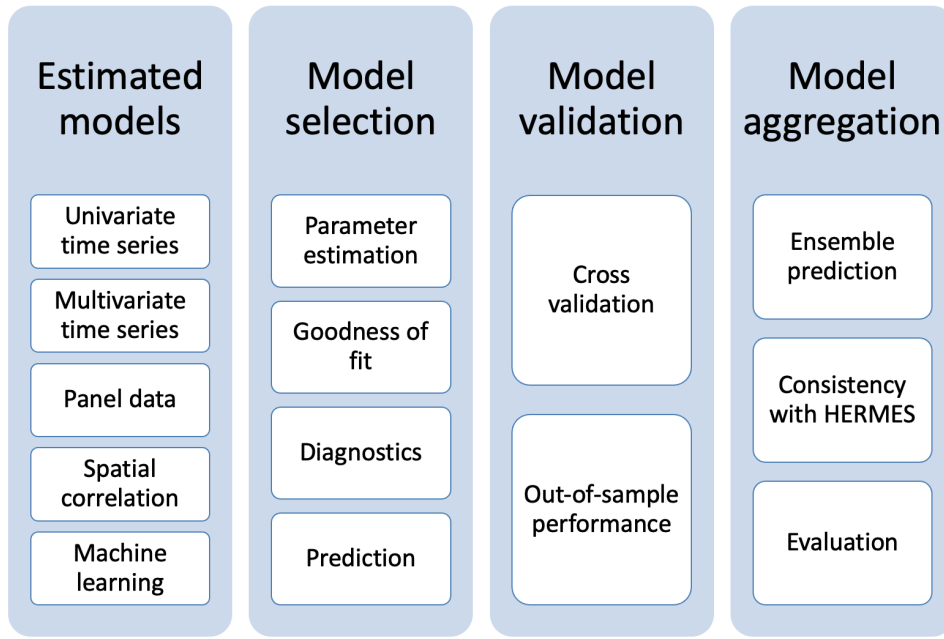 Estimated
models
Univariate
time series
Multivariate
time series
Panel data
Spatial
correlation
Machine
learning
Model
selection
Parameter
estimation
Goodness of
fit
Diagnostics
Prediction
Model
validation
Cross
validation
Out-of-sample
performance
Model
aggregation
Ensemble
prediction
Consistency
with HERMES
Evaluation